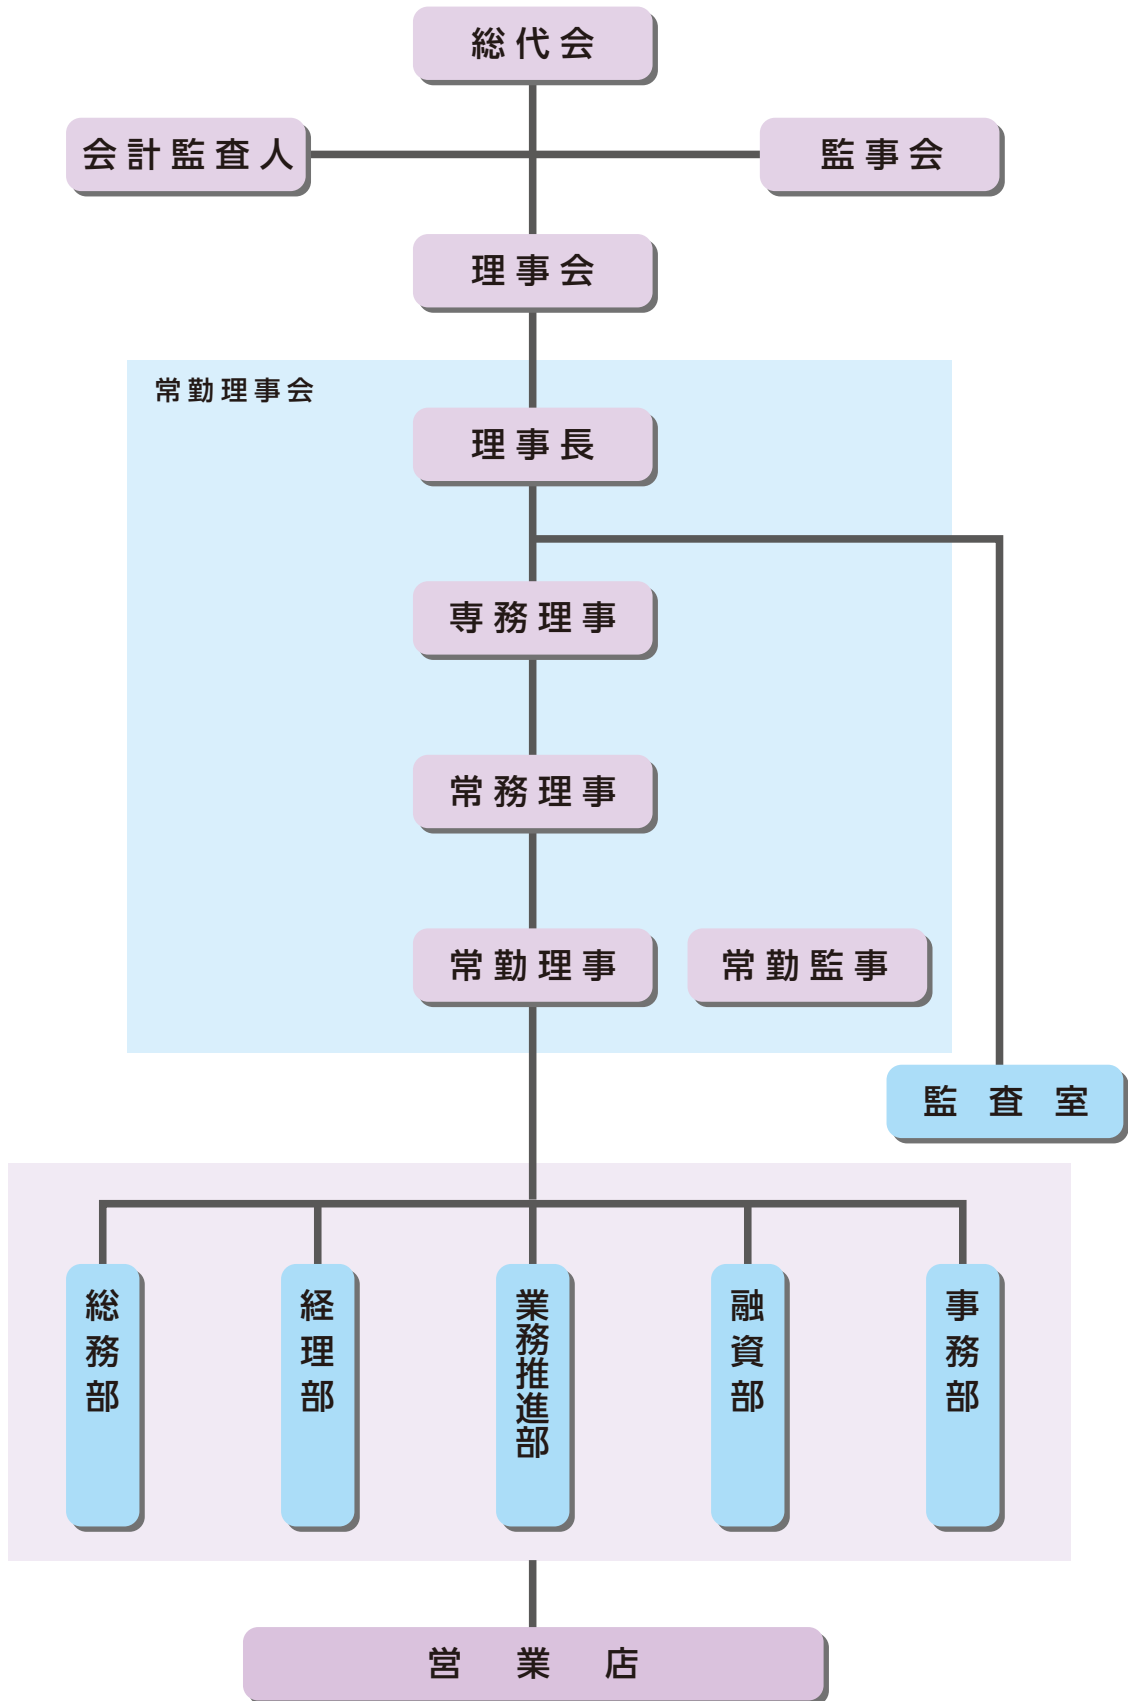 総代会
会計監査人
監事会
理事会
常勤理事会
理事長
専務理事
常務理事
常勤理事
常勤監事
監査室
総務部
経理部
業務推進部
融資部
事務部
営業店